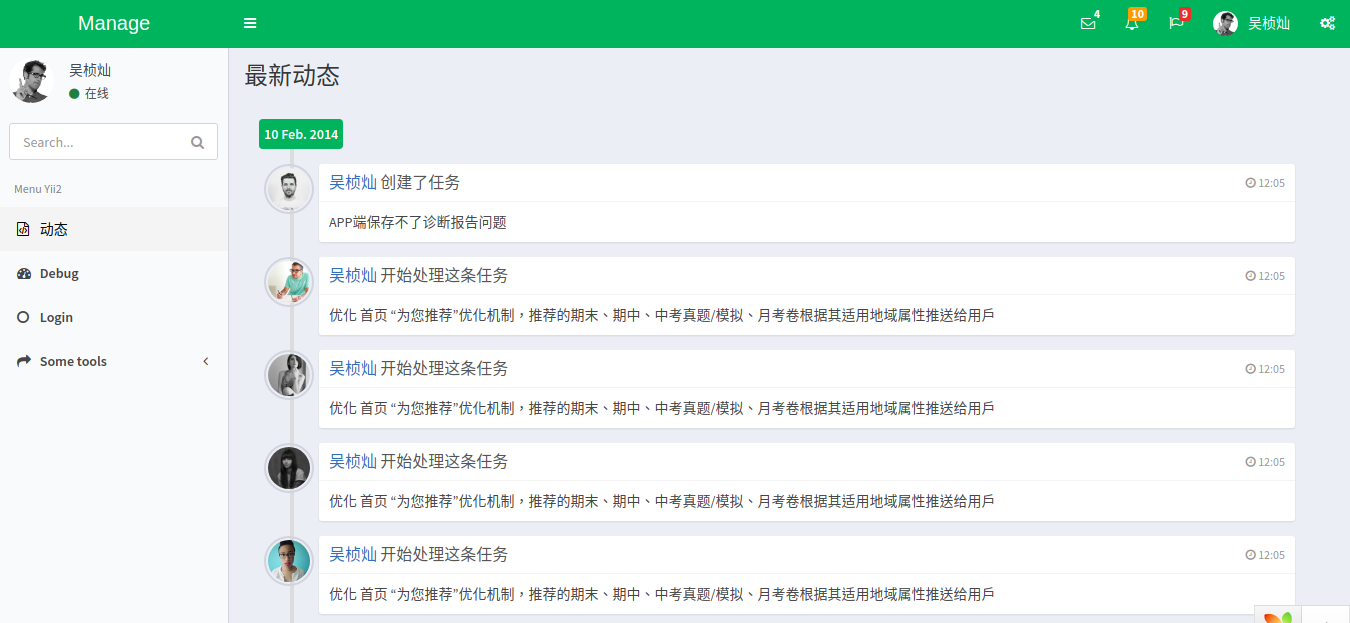 Manage
4
10
9
吴桢灿
吴桢灿
在线
Search...
Menu Yii2
动态
Debug
Login
Some tools
最新动态
10 Feb. 2014
吴桢灿 创建了任务
12:05
APP端保存不了诊断报告问题
吴桢灿 开始处理这条任务
12:05
优化 首页 “为您推荐”优化机制，推荐的期末、期中、中考真题/模拟、月考卷根据其适用地域属性推送给用戶
吴桢灿 开始处理这条任务
12:05
优化 首页 “为您推荐”优化机制，推荐的期末、期中、中考真题/模拟、月考卷根据其适用地域属性推送给用戶
吴桢灿 开始处理这条任务
12:05
优化 首页 “为您推荐”优化机制，推荐的期末、期中、中考真题/模拟、月考卷根据其适用地域属性推送给用戶
吴桢灿 开始处理这条任务
12:05
优化 首页 “为您推荐”优化机制，推荐的期末、期中、中考真题/模拟、月考卷根据其适用地域属性推送给用戶